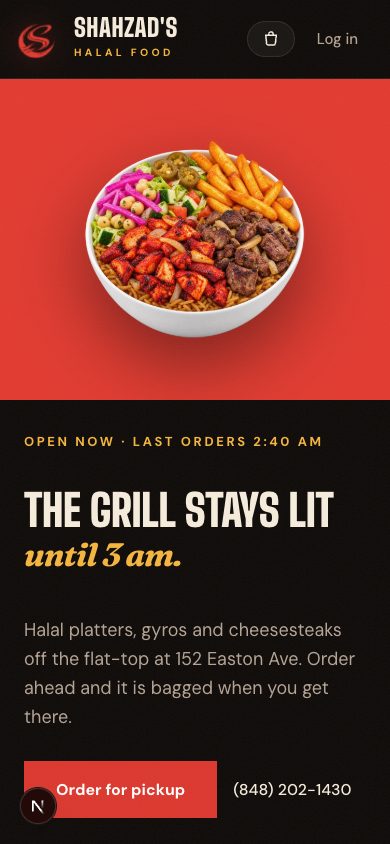 SHAHZAD'S
HALAL FOOD
Log in
OPEN NOW · LAST ORDERS 2:40 AM
THE GRILL STAYS LIT
until 3 am.
Halal platters, gyros and cheesesteaks
off the flat-top at 152 Easton Ave. Order
ahead and it is bagged when you get
there.
Order for pickup
(848) 202-1430
N